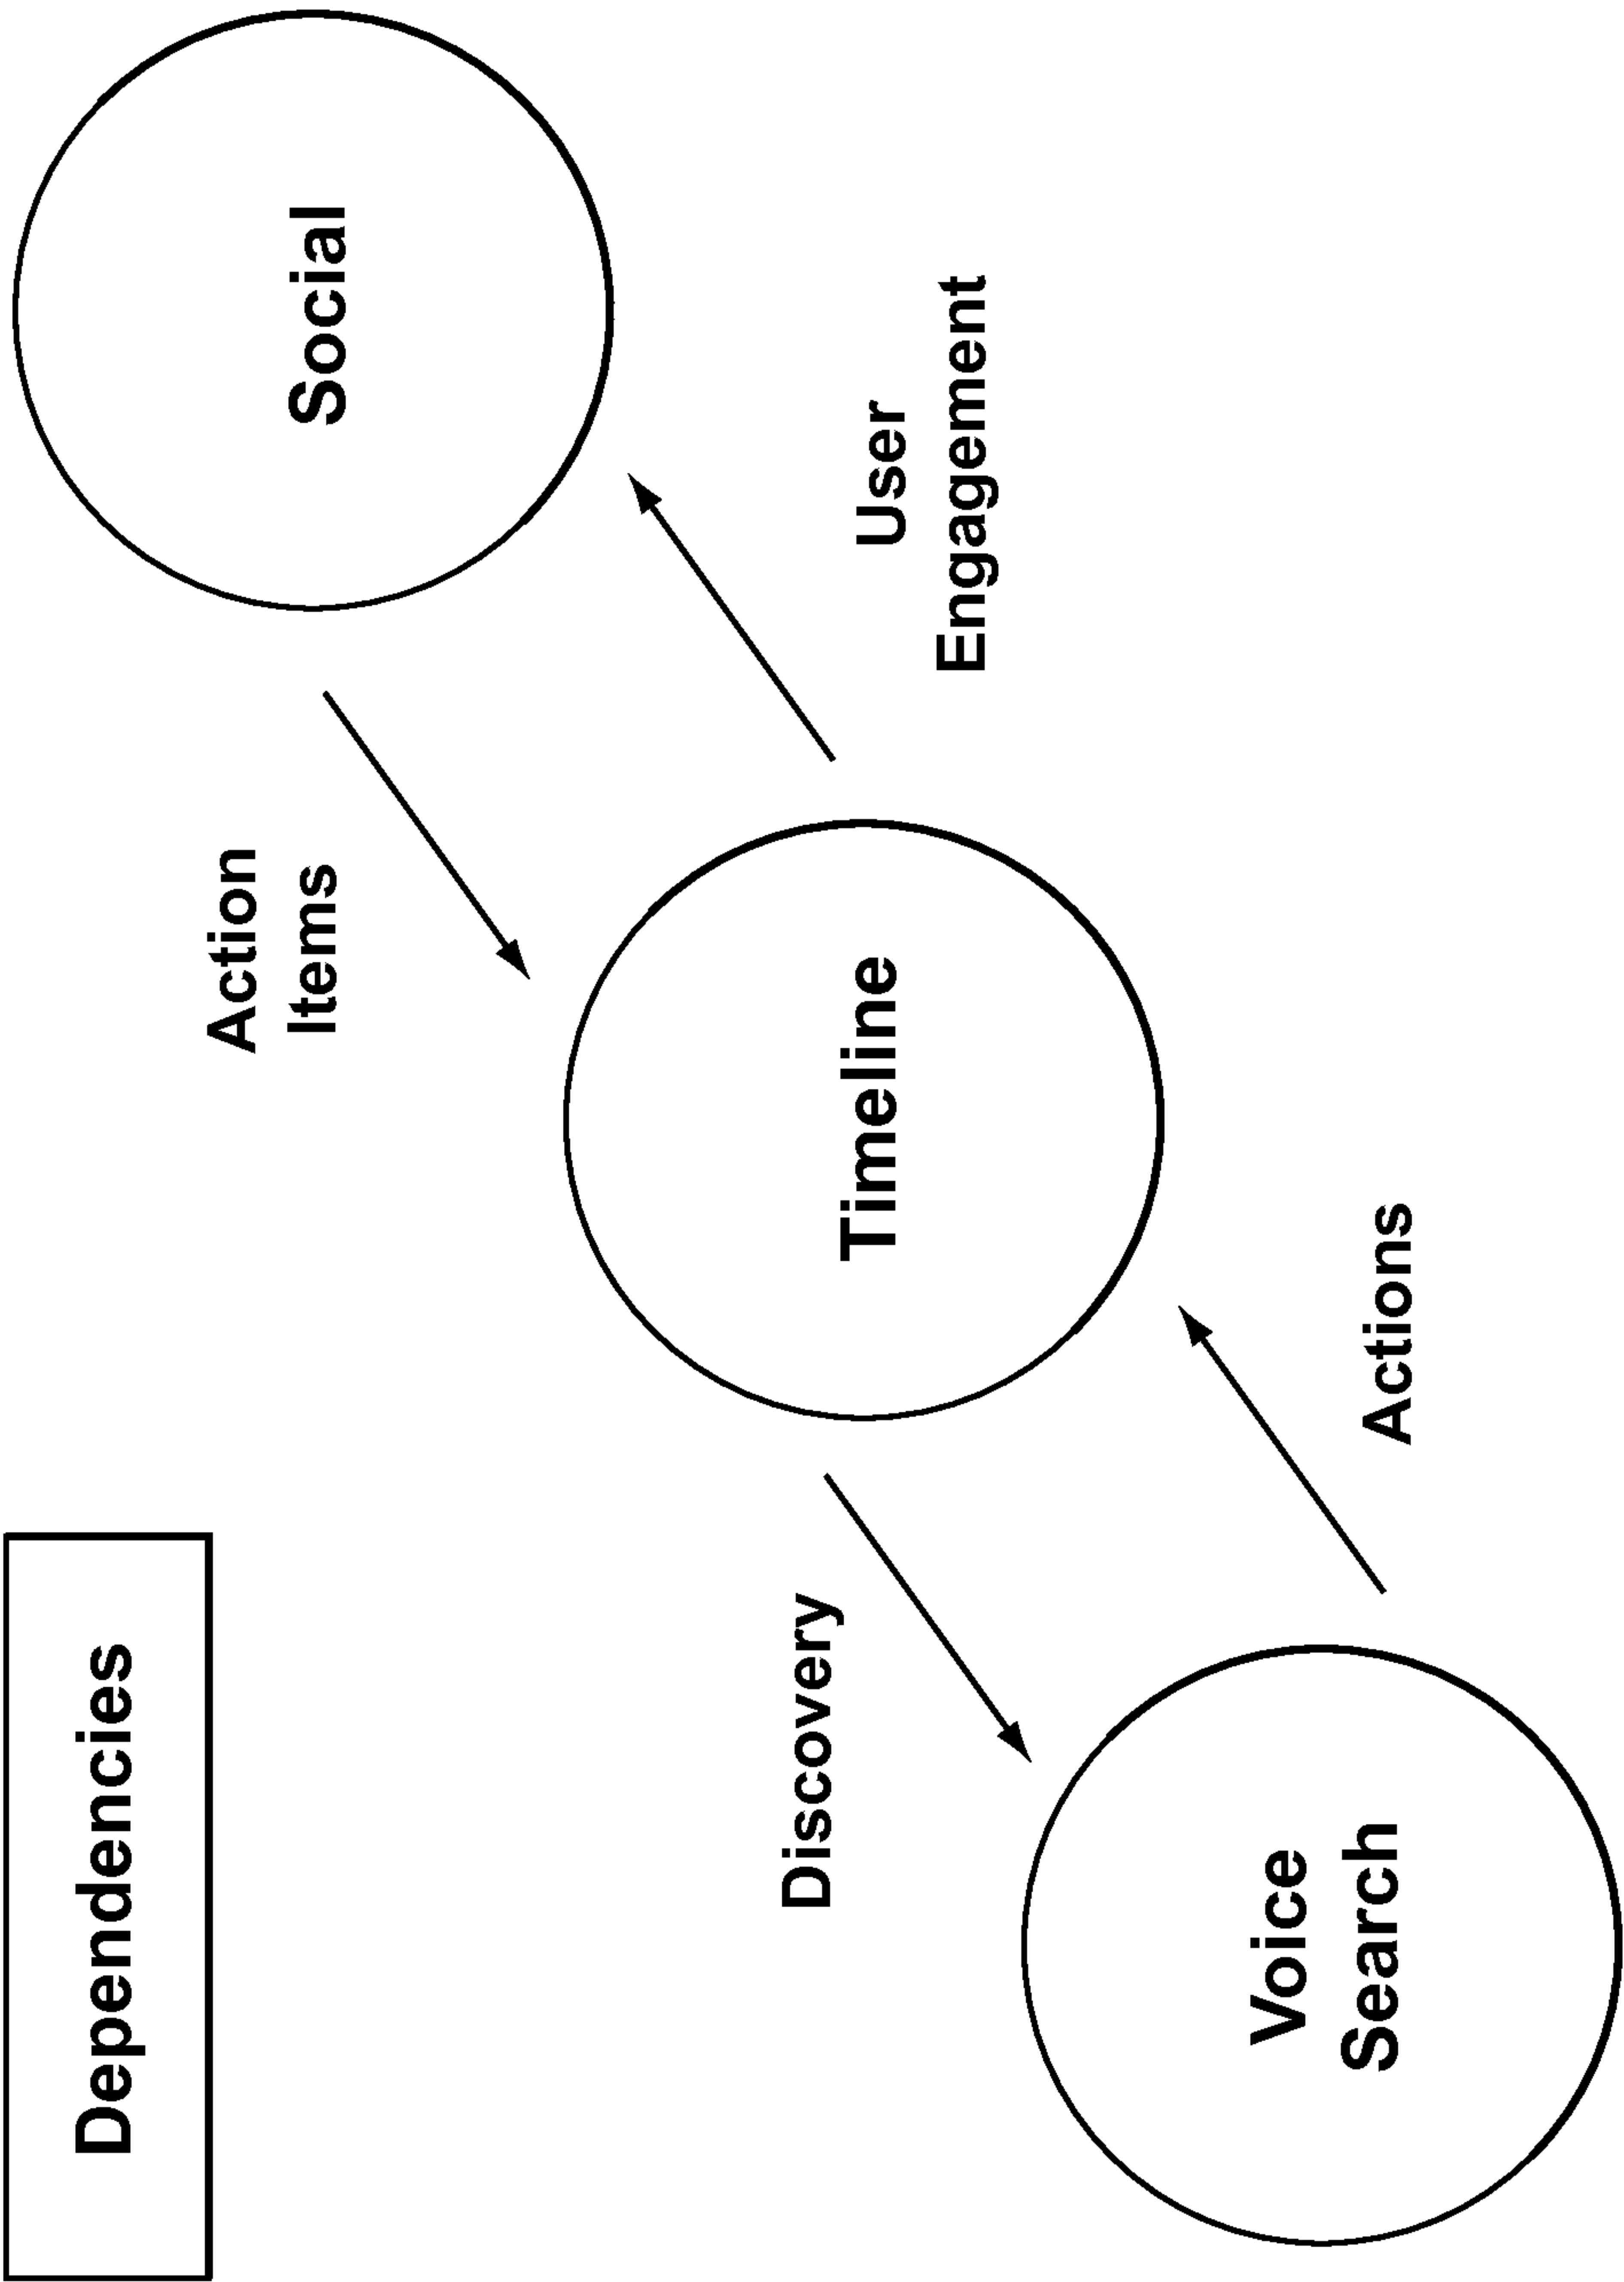 Dependencies
Social
Action
Items
User
Engagement
Timeline
Discovery
Actions
Voice
Search